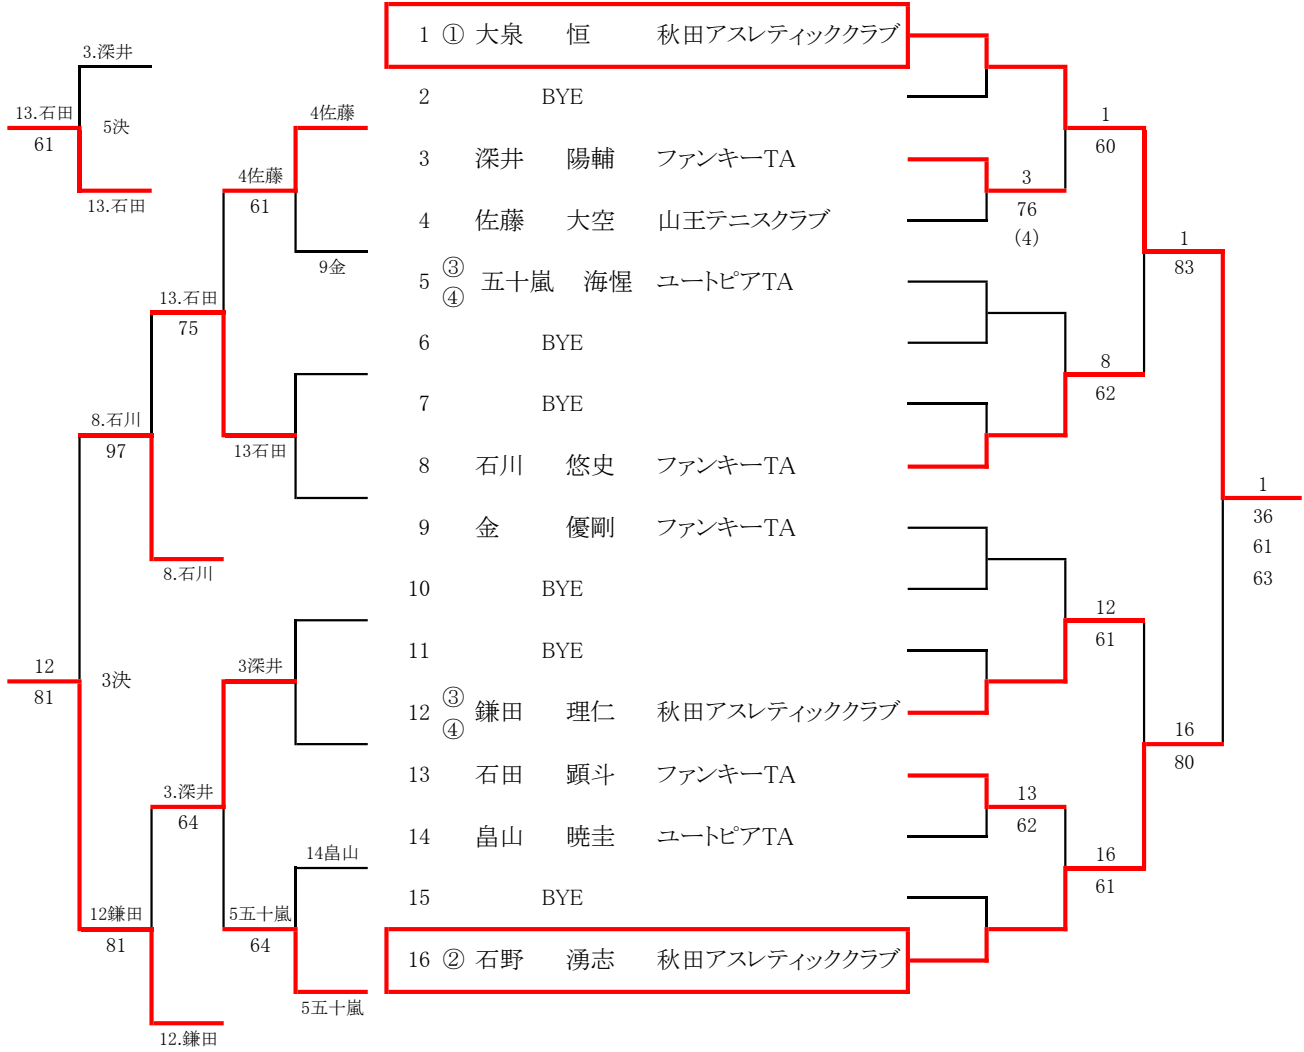 1 ① 大泉 恒 秋田アスレティッククラブ
2 BYE
3 深井 陽輔 ファンキーTA
4 佐藤 大空 山王テニスクラブ
5 ③④ 五十嵐 海惺 ユートピアTA
6 BYE
7 BYE
8 石川 悠史 ファンキーTA
9 金 優剛 ファンキーTA
10 BYE
11 BYE
12 ③④ 鎌田 理仁 秋田アスレティッククラブ
13 石田 顕斗 ファンキーTA
14 畠山 暁圭 ユートピアTA
15 BYE
16 ② 石野 湧志 秋田アスレティッククラブ
3.深井
13.石田
61
5決
13.石田
4佐藤
4佐藤
61
9金
13.石田
75
13石田
8.石川
97
8.石川
12
81
3決
3深井
3.深井
64
14畠山
5五十嵐
64
5五十嵐
12鎌田
81
12.鎌田
3
76
(4)
13
62
1
60
8
62
12
61
16
61
1
83
16
80
1
36
61
63